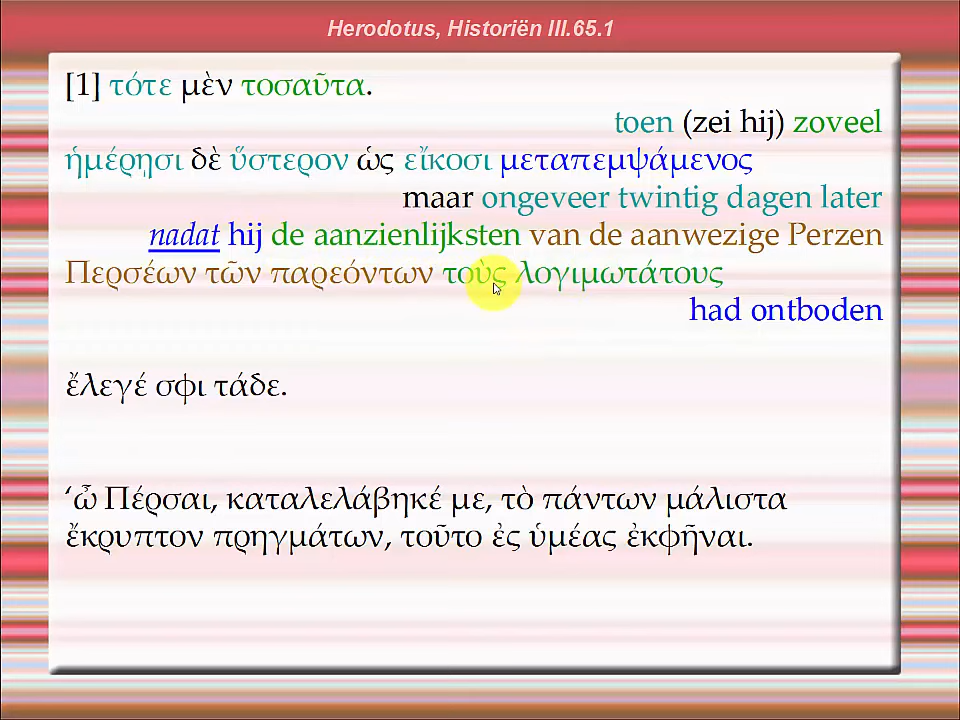 Herodotus, Historiën III.65.1
[1] τότε μὲν τοσαῦτα.
toen (zei hij) zoveel
ἡμέρῃσι δὲ ὕστερον ὡς εἴκοσι μεταπεμψάμενος
maar ongeveer twintig dagen later
nadat hij de aanzienlijksten van de aanwezige Perzen
Περσέων τῶν παρεόντων τοὺς λογιμωτάτους
had ontboden
ἔλεγέ σφι τάδε.
‘ὦ Πέρσαι, καταλελάβηκέ με, τὸ πάντων μάλιστα
ἔκρυπτον πρηγμάτων, τοῦτο ἐς ὑμέας ἐκφῆναι.